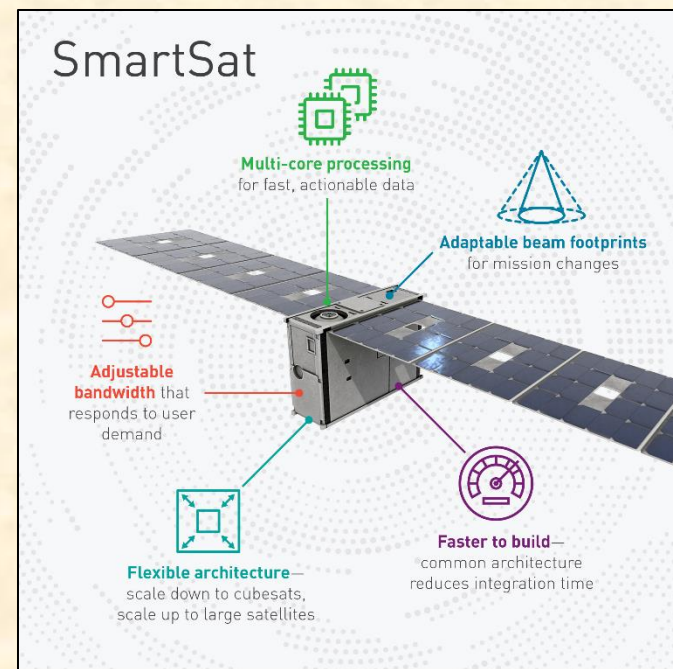 SmartSat
Multi-core processing
for fast, actionable data
Adaptable beam footprints
for mission changes
Adjustable
bandwidth that
responds to user
demand
Flexible architecture—
scale down to cubesats,
scale up to large satellites
Faster to build—
common architecture
reduces integration time